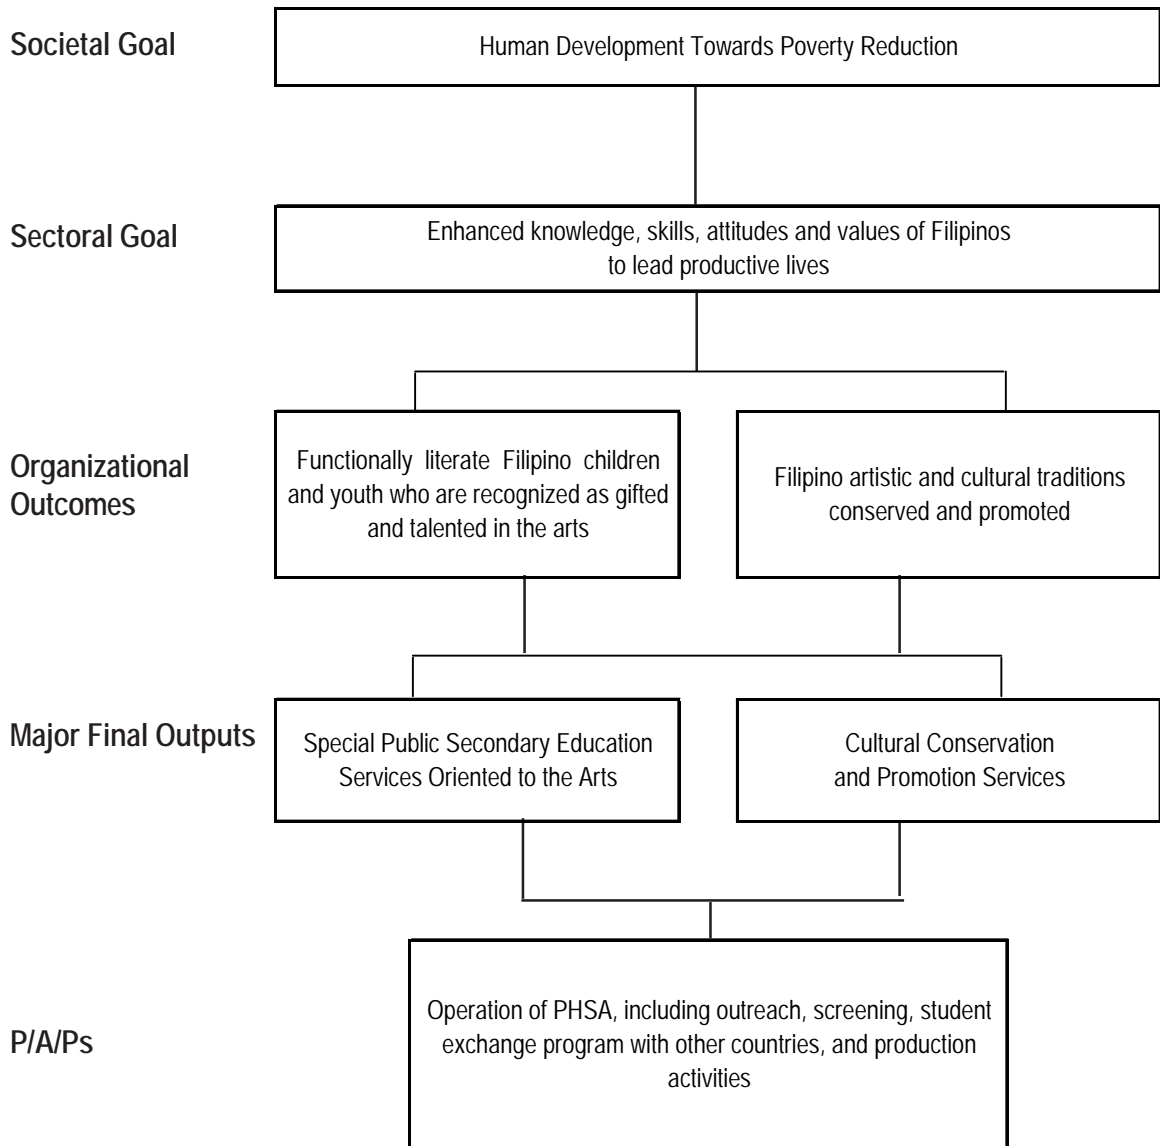 Societal Goal
Human Development Towards Poverty Reduction
Sectoral Goal
Enhanced knowledge, skills, attitudes and values of Filipinos
to lead productive lives
Organizational
Outcomes
Functionally literate Filipino children
and youth who are recognized as gifted
and talented in the arts
Filipino artistic and cultural traditions
conserved and promoted
Major Final Outputs
Special Public Secondary Education
Services Oriented to the Arts
Cultural Conservation
and Promotion Services
P/A/Ps
Operation of PHSA, including outreach, screening, student
exchange program with other countries, and production
activities